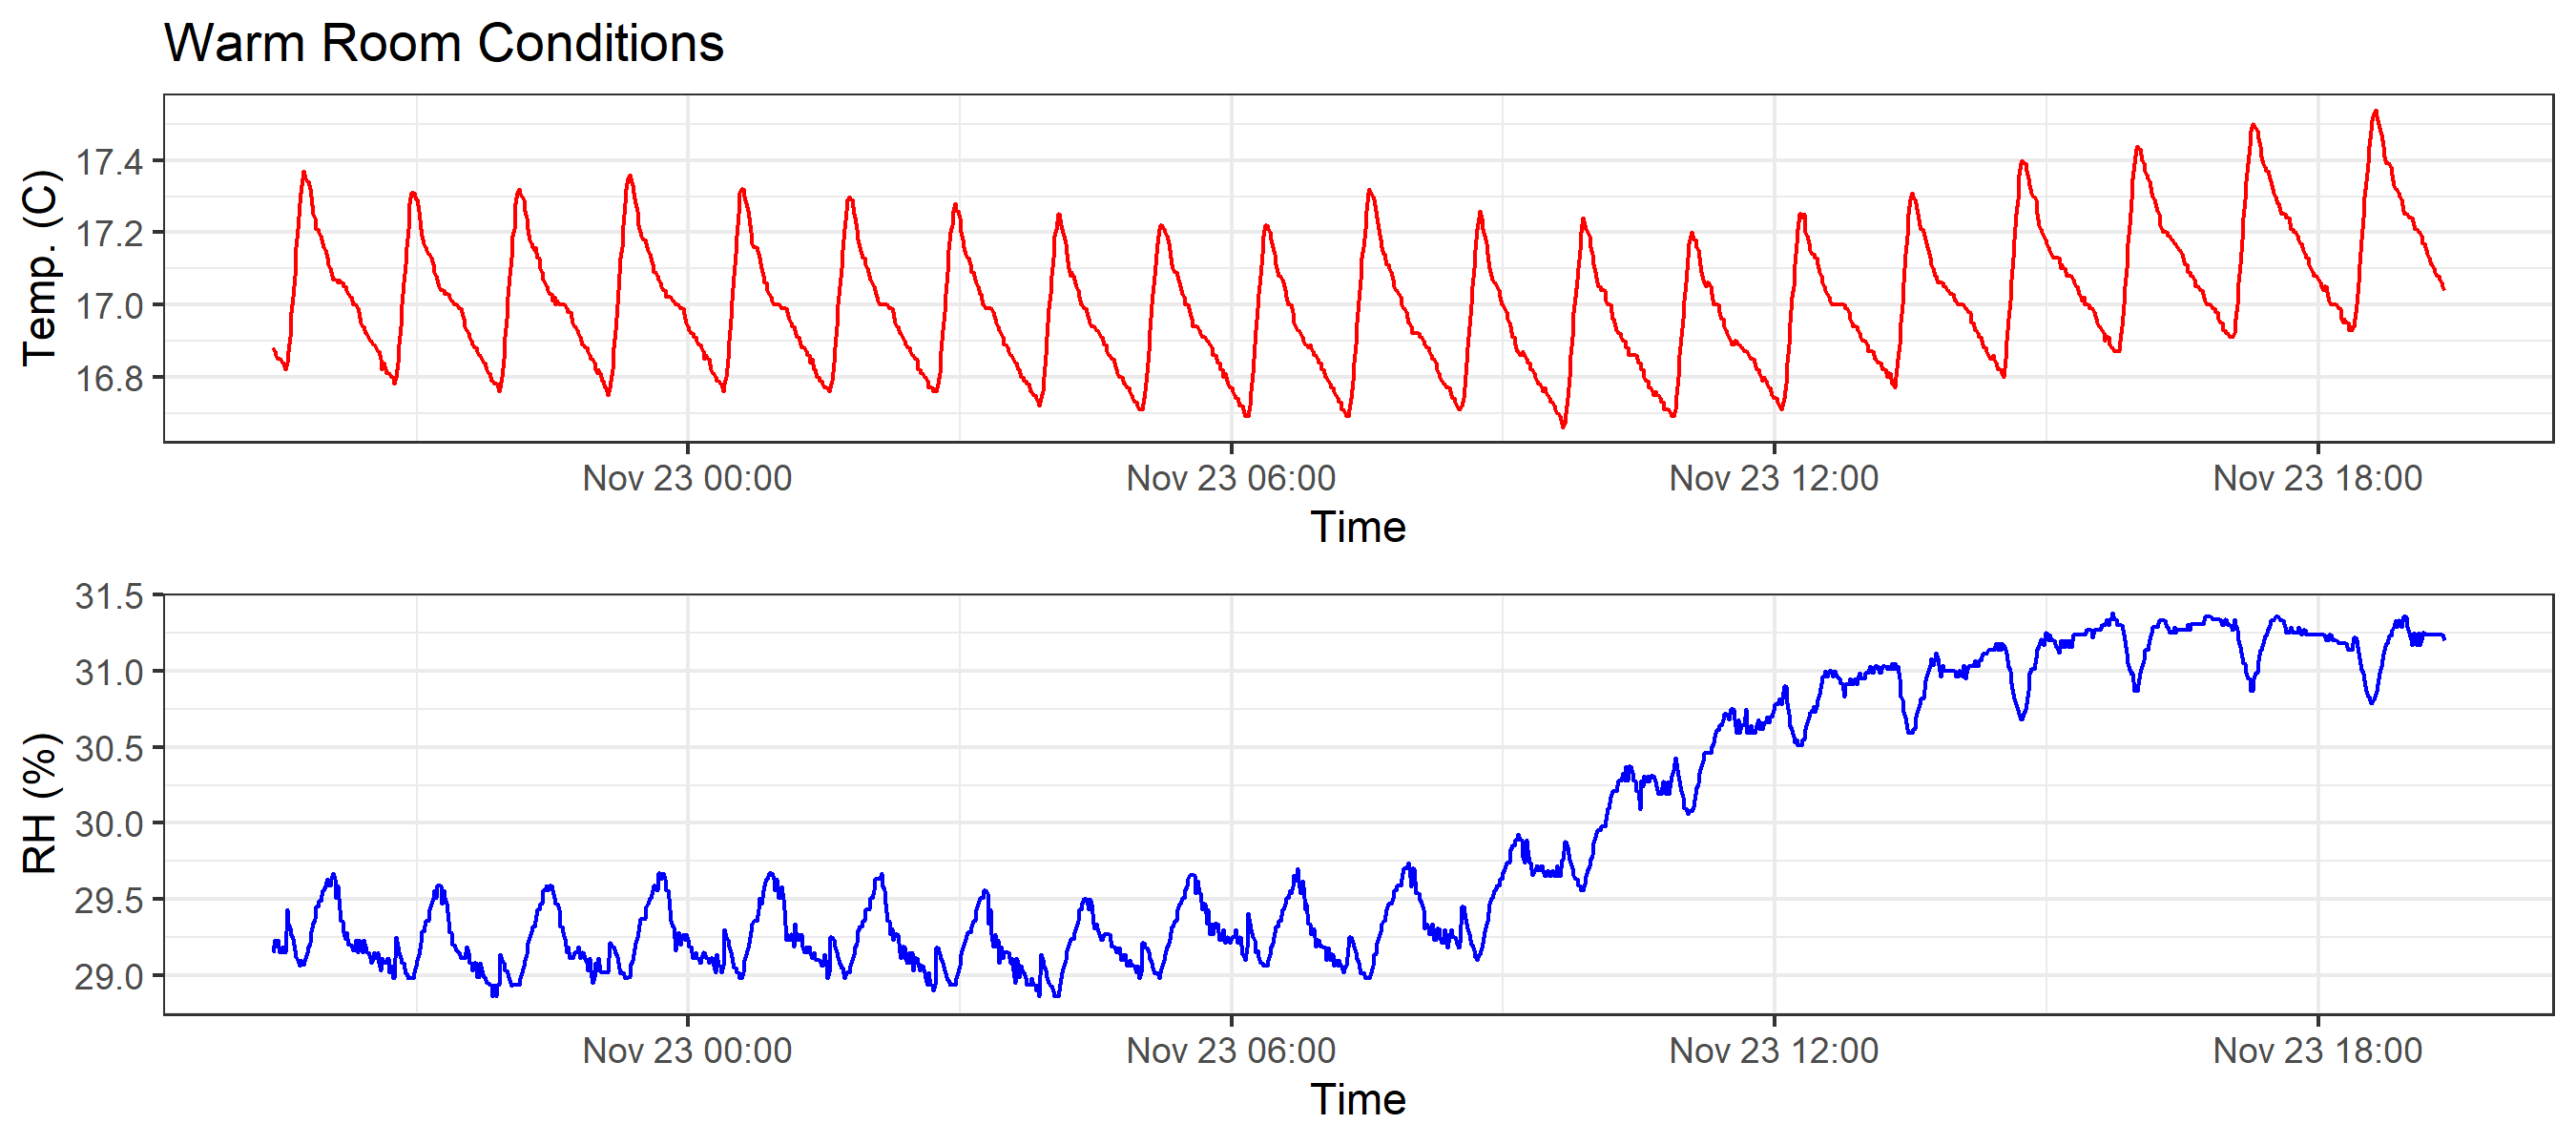 Warm Room Conditions
Temp. (C)
17.4
17.2
17.0
16.8
Nov 23 00:00 Nov 23 06:00 Nov 23 12:00 Nov 23 18:00
Time
RH (%)
31.5
31.0
30.5
30.0
29.5
29.0
Nov 23 00:00 Nov 23 06:00 Nov 23 12:00 Nov 23 18:00
Time